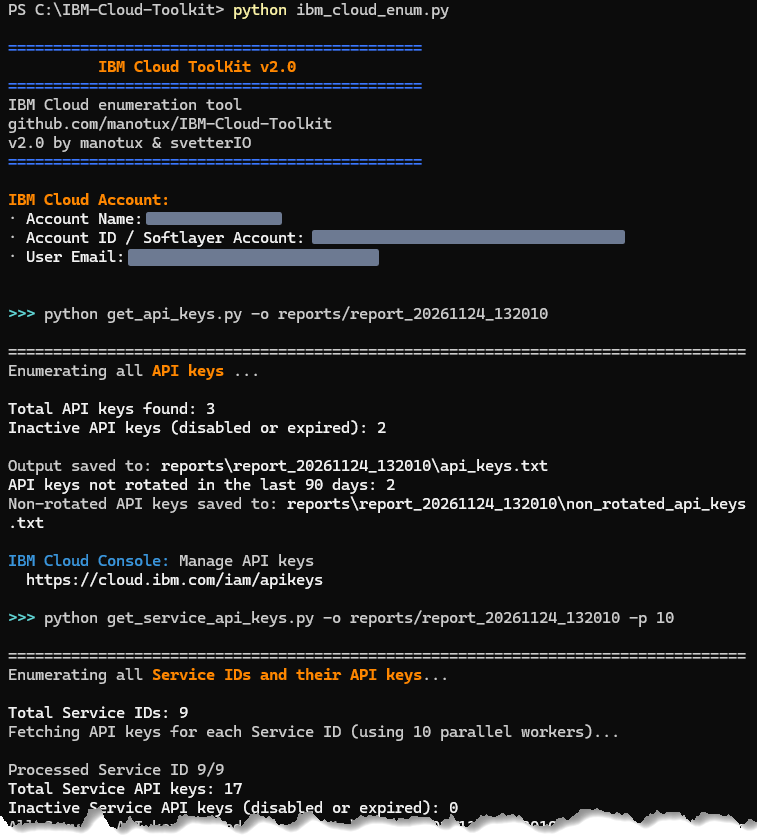 PS C:\IBM-Cloud-Toolkit> python ibm_cloud_enum.py
==============================================
IBM Cloud ToolKit v2.0
==============================================
IBM Cloud enumeration tool
github.com/manotux/IBM-Cloud-Toolkit
v2.0 by manotux & svetterIO
==============================================
IBM Cloud Account:
· Account Name:
· Account ID / Softlayer Account:
· User Email:
>>> python get_api_keys.py -o reports/report_20261124_132010
==================================================================================
Enumerating all API keys ...
Total API keys found: 3
Inactive API keys (disabled or expired): 2
Output saved to: reports\report_20261124_132010\api_keys.txt
API keys not rotated in the last 90 days: 2
Non-rotated API keys saved to: reports\report_20261124_132010\non_rotated_api_keys
.txt
IBM Cloud Console: Manage API keys
https://cloud.ibm.com/iam/apikeys
>>> python get_service_api_keys.py -o reports/report_20261124_132010 -p 10
==================================================================================
Enumerating all Service IDs and their API keys...
Total Service IDs: 9
Fetching API keys for each Service ID (using 10 parallel workers)...
Processed Service ID 9/9
Total Service API keys: 17
Inactive Service API keys (disabled or expired): 0